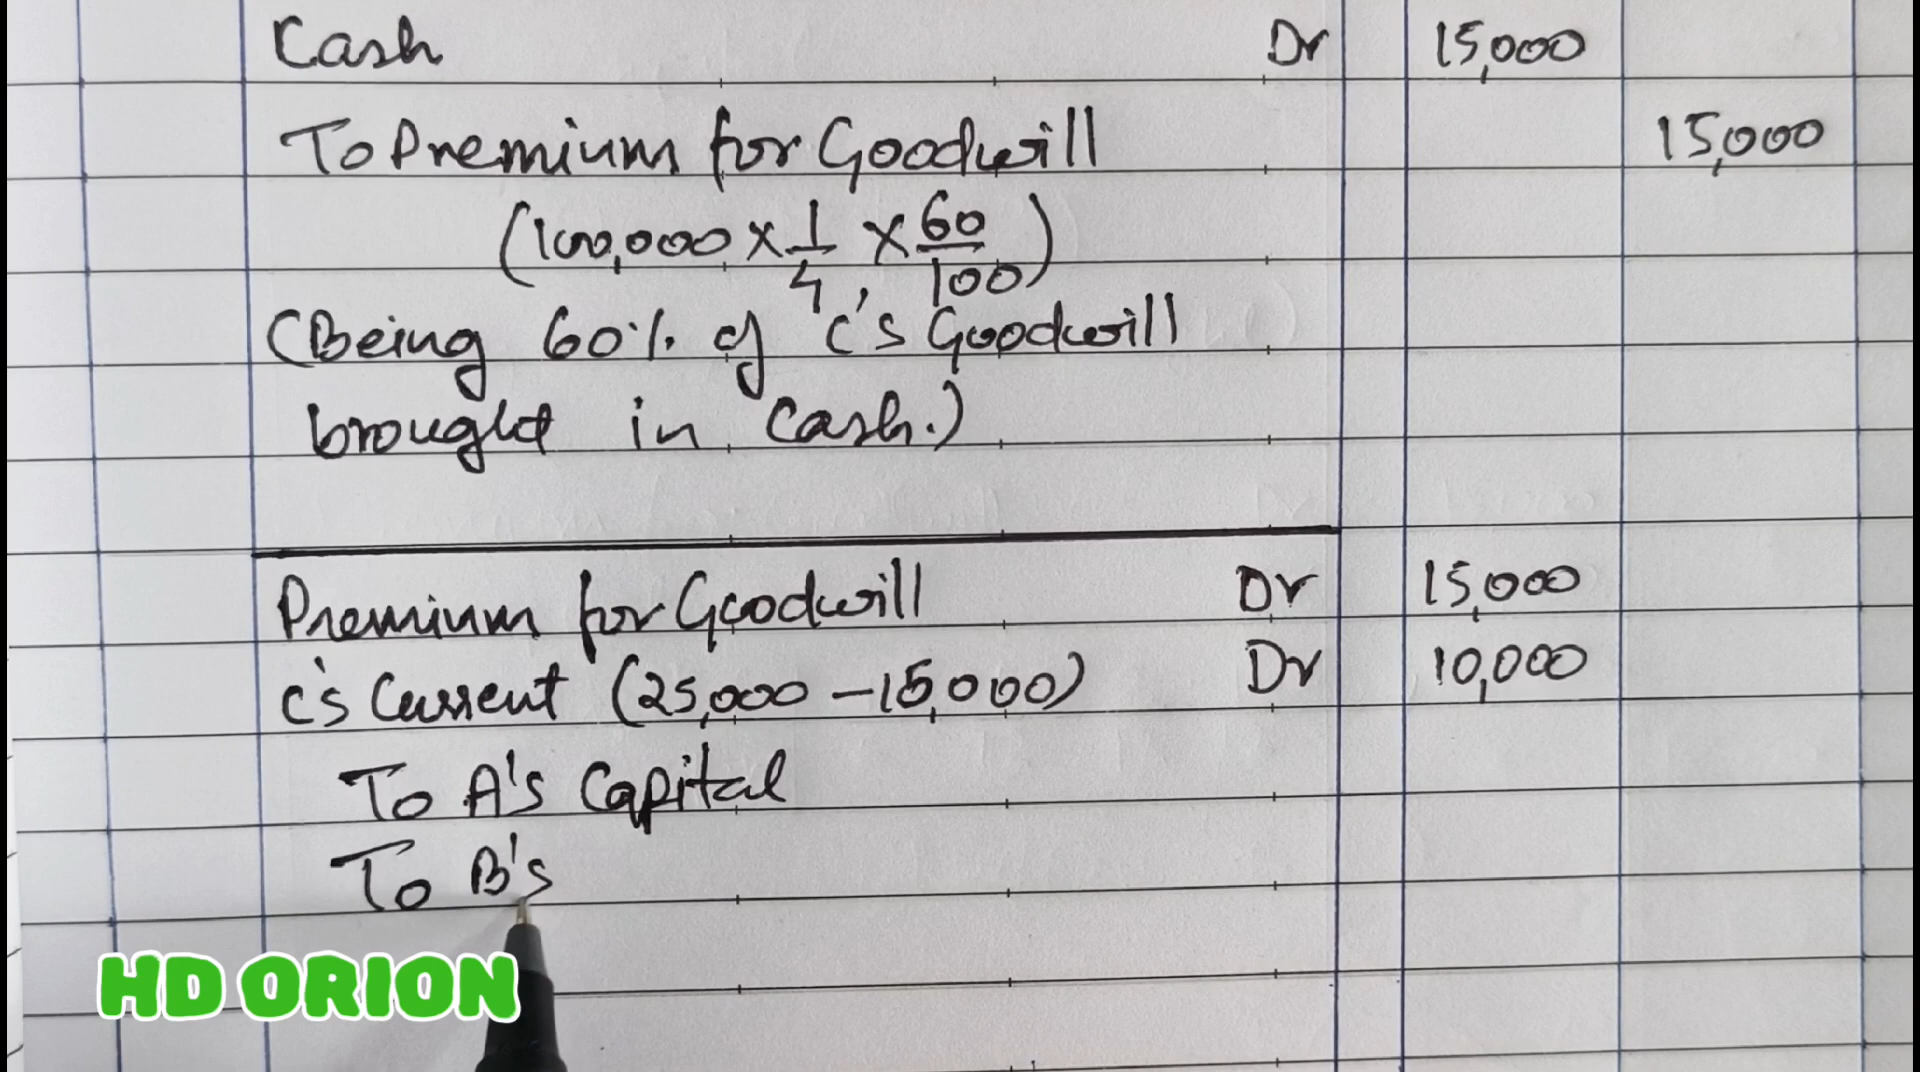 Cash Dr 15,000
To Premium for Goodwill 15,000
(100,000 × 1/4 × 60/100)
(Being 60% of C's Goodwill
brought in Cash.)
Premium for Goodwill Dr 15,000
C's Current (25,000 – 15,000) Dr 10,000
To A's Capital
To B's
HD ORION